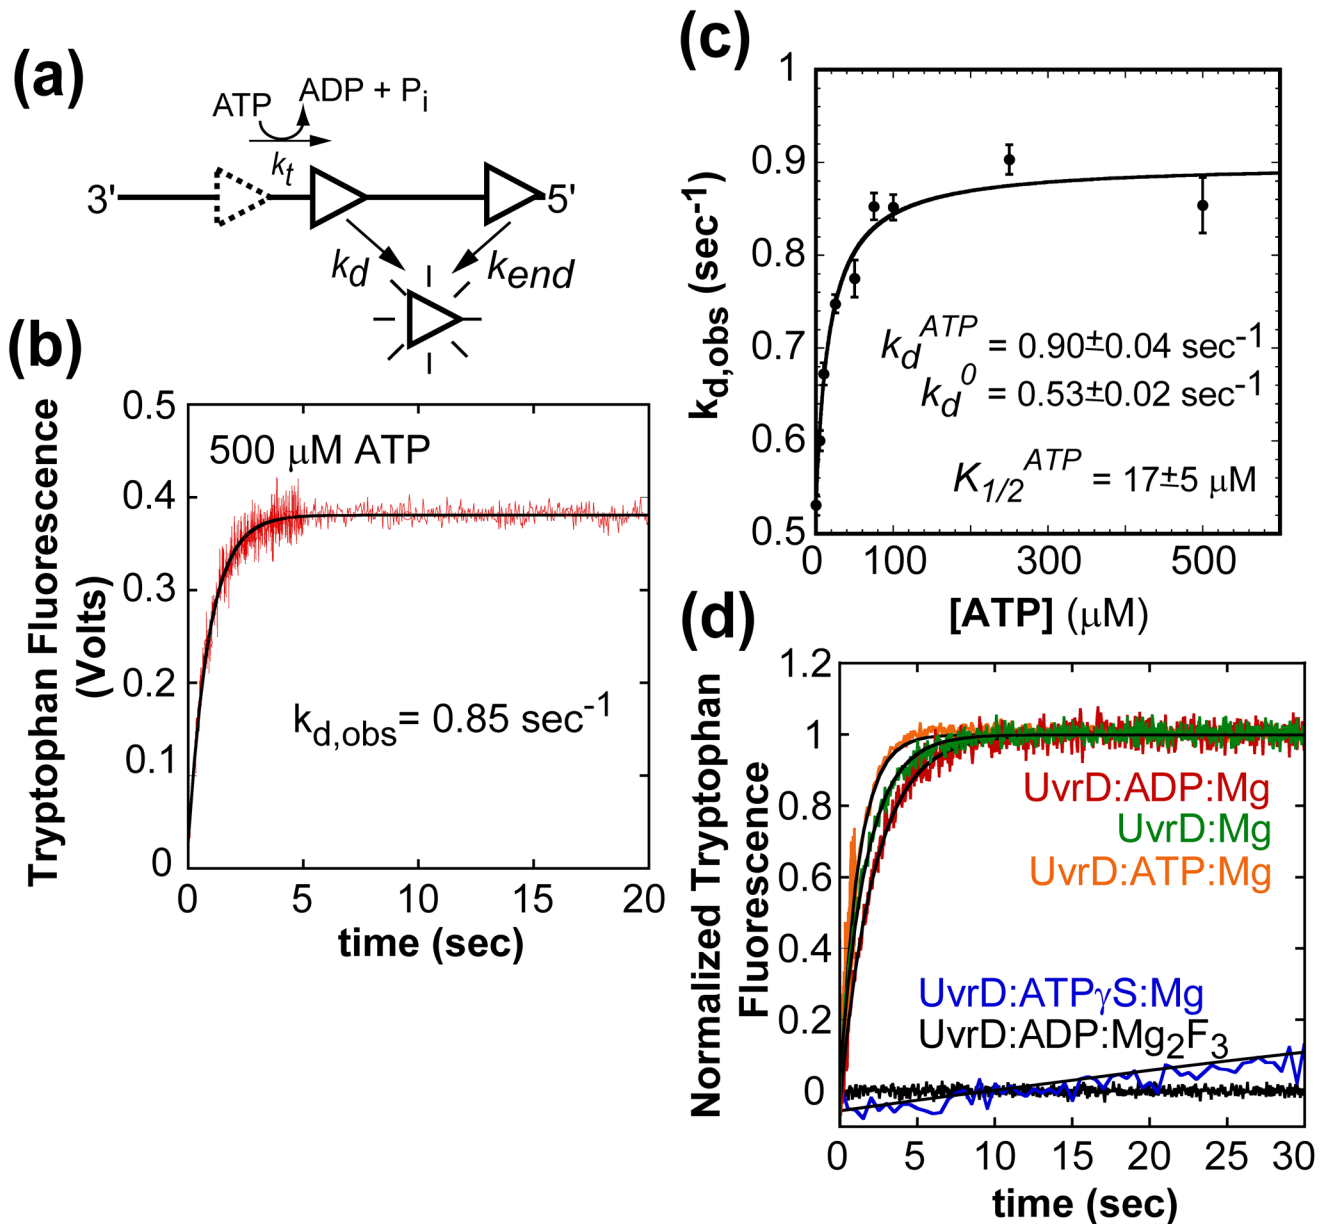 (a)
ATP
ADP + Pi
kt
3'
5'
kd
kend
(b)
Tryptophan Fluorescence
(Volts)
0.5
0.4
0.3
0.2
0.1
0
500 μM ATP
kd,obs= 0.85 sec-1
0 5 10 15 20
time (sec)
(c)
kd,obs (sec-1)
1
0.9
0.8
0.7
0.6
0.5
kdATP = 0.90±0.04 sec-1
kd0 = 0.53±0.02 sec-1
K1/2ATP = 17±5 μM
0 100 300 500
[ATP] (μM)
(d)
Normalized Tryptophan
Fluorescence
1.2
1
0.8
0.6
0.4
0.2
0
UvrD:ADP:Mg
UvrD:Mg
UvrD:ATP:Mg
UvrD:ATPγS:Mg
UvrD:ADP:Mg2F3
0 5 10 15 20 25 30
time (sec)